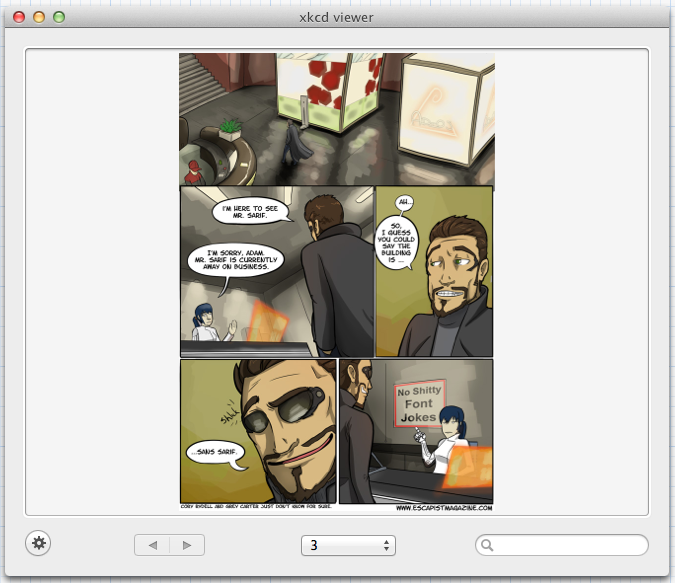 xkcd viewer
I'M HERE TO SEE
MR. SARIF.
I'M SORRY, ADAM.
MR. SARIF IS CURRENTLY
AWAY ON BUSINESS.
AH...
SO,
I GUESS
YOU COULD
SAY THE
BUILDING
IS ...
shluk
...SANS SARIF.
No Shitty
Font
Jokes
CORY RYDELL AND GREY CARTER JUST DON'T KNOW FOR SURE.
WWW.ESCAPISTMAGAZINE.COM
3